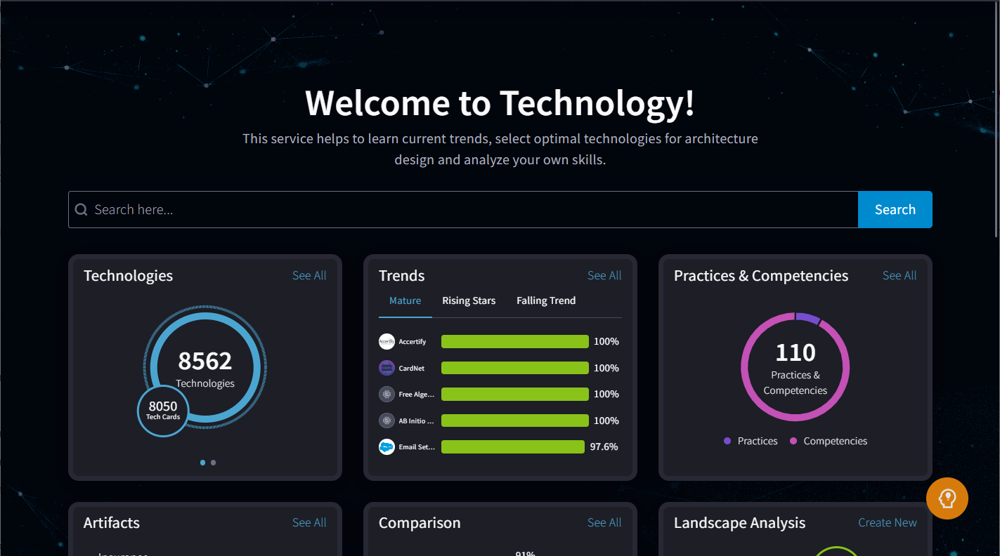 Welcome to Technology!
This service helps to learn current trends, select optimal technologies for architecture
design and analyze your own skills.
Search here...
Search
Technologies
See All
8562
Technologies
8050
Tech Cards
Trends
See All
Mature
Rising Stars
Falling Trend
Accertify
Accertify
100%
CardNet
100%
Free Alge...
100%
AB Initio ...
100%
Email Set...
97.6%
Practices & Competencies
See All
110
Practices &
Competencies
Practices
Competencies
Artifacts
See All
Insurance
Comparison
See All
91%
Landscape Analysis
Create New